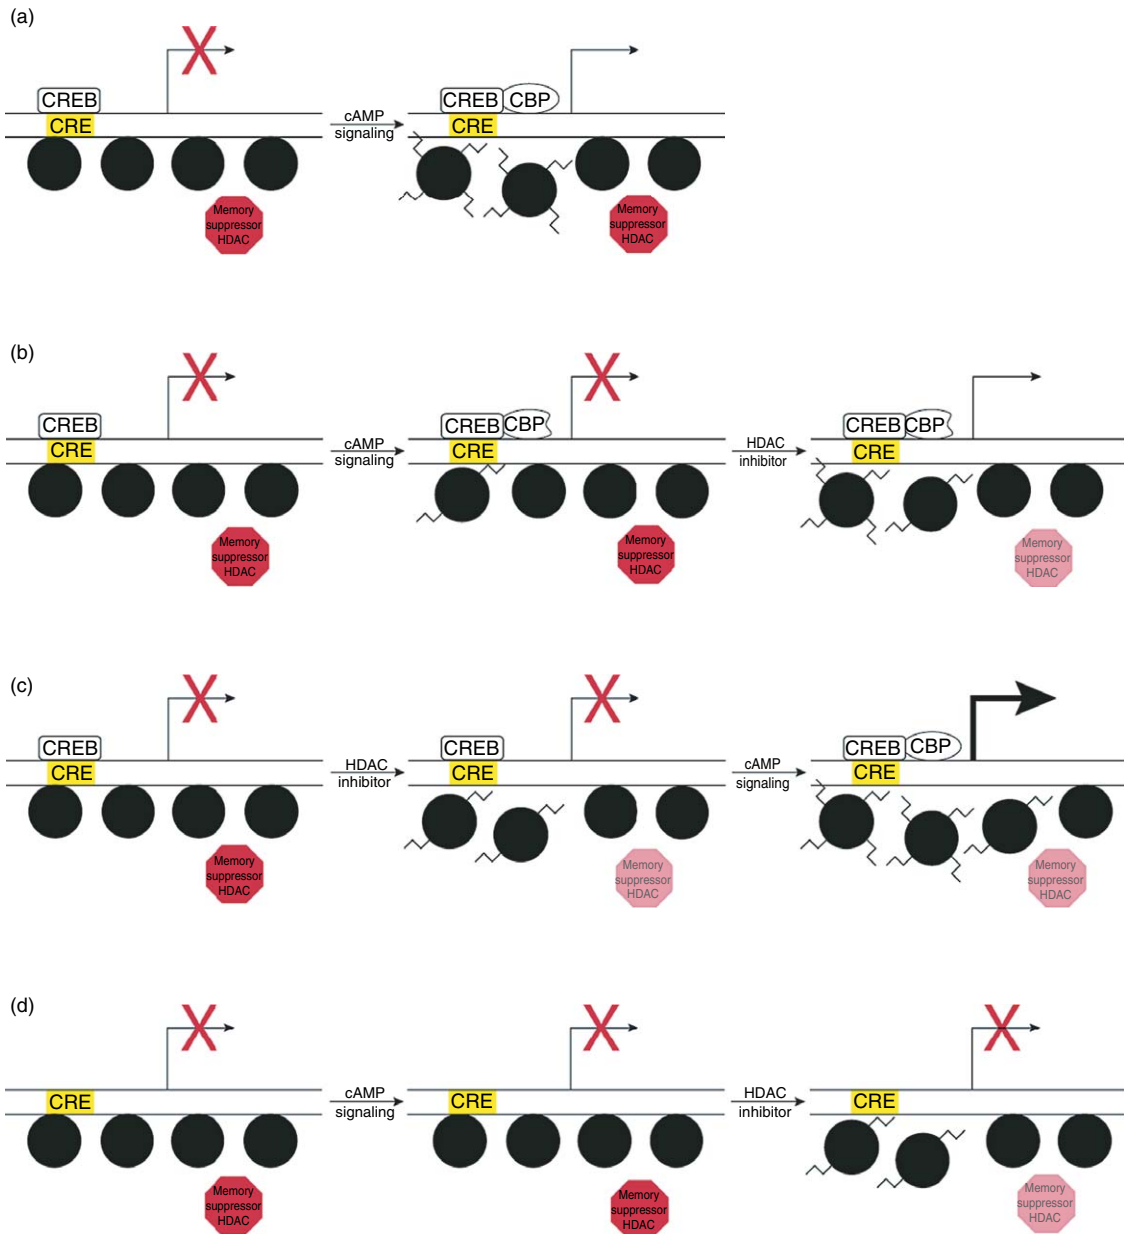 (a)
CREB
CRE
Memory
suppressor
HDAC
cAMP
signaling
CREB CBP
CRE
Memory
suppressor
HDAC
(b)
CREB
CRE
Memory
suppressor
HDAC
cAMP
signaling
CREB CBP
CRE
Memory
suppressor
HDAC
HDAC
inhibitor
CREB CBP
CRE
Memory
suppressor
HDAC
(c)
CREB
CRE
Memory
suppressor
HDAC
HDAC
inhibitor
CREB
CRE
Memory
suppressor
HDAC
cAMP
signaling
CREB CBP
CRE
Memory
suppressor
HDAC
(d)
CRE
Memory
suppressor
HDAC
cAMP
signaling
CRE
Memory
suppressor
HDAC
HDAC
inhibitor
CRE
Memory
suppressor
HDAC